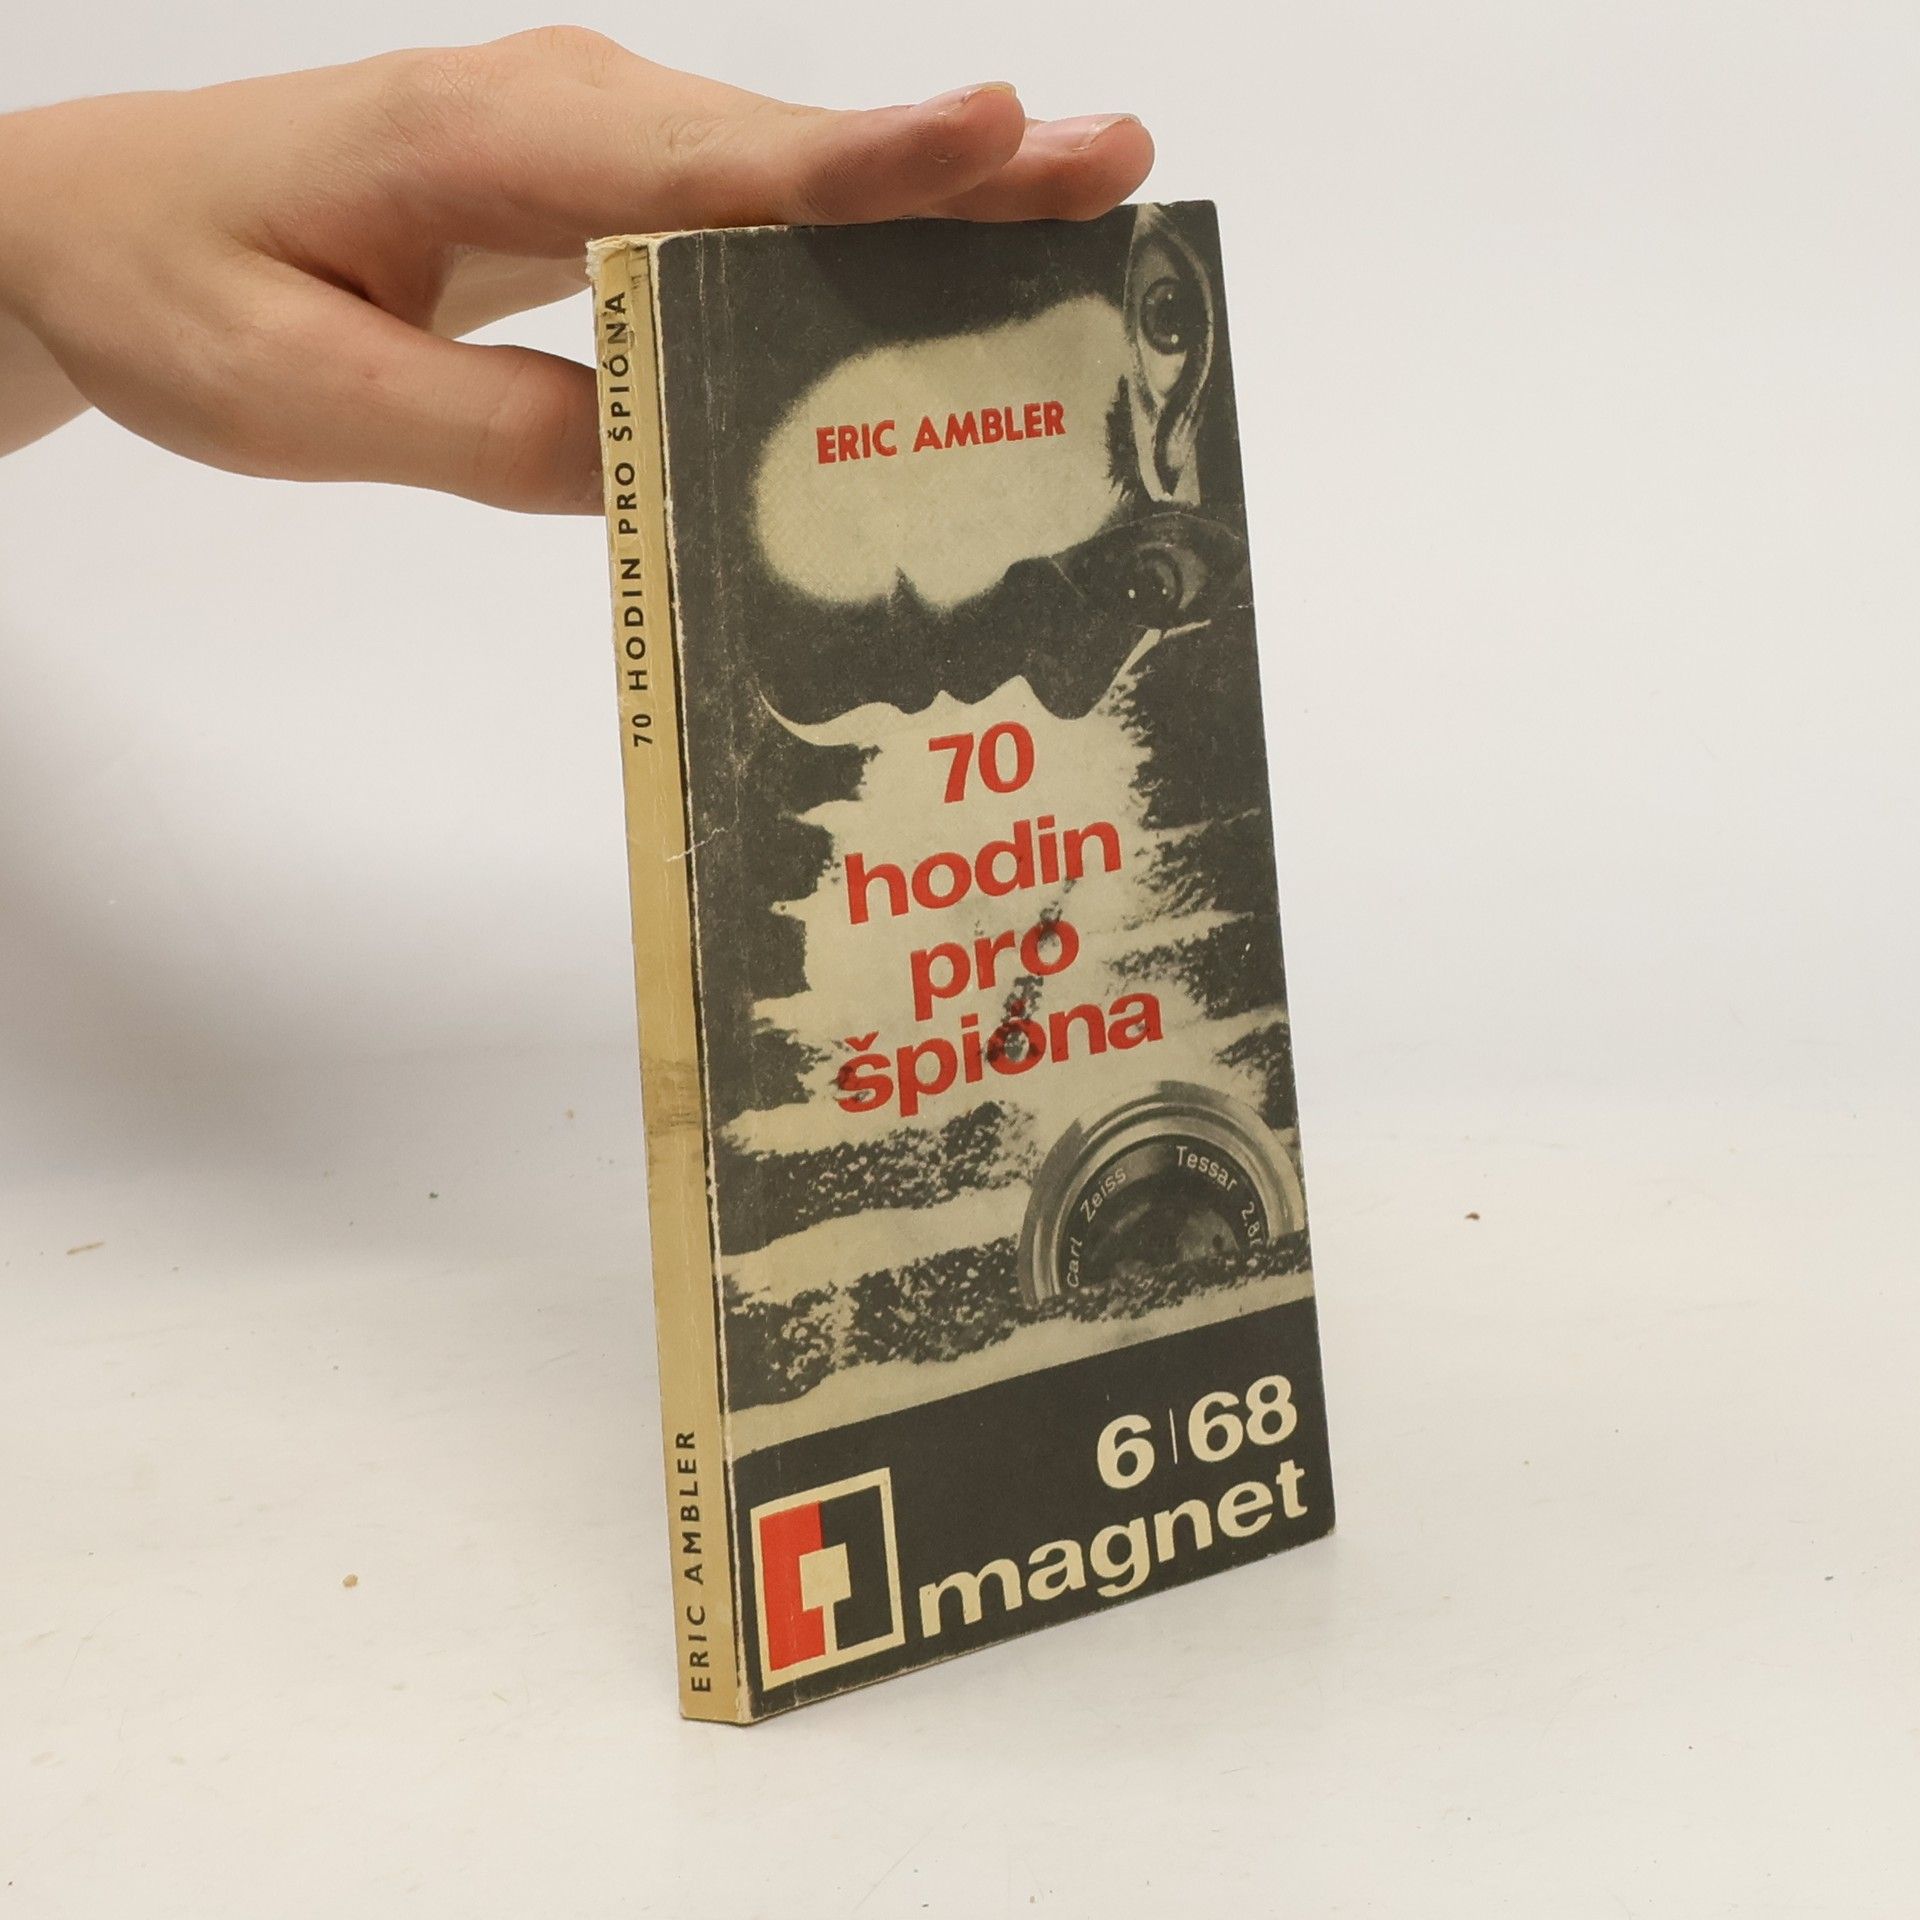 70 HODIN PRO ŠPIÓNA
ERIC AMBLER
ERIC AMBLER
70
hodin
pro
špióna
Carl Zeiss Tessar 2.8
6|68
magnet